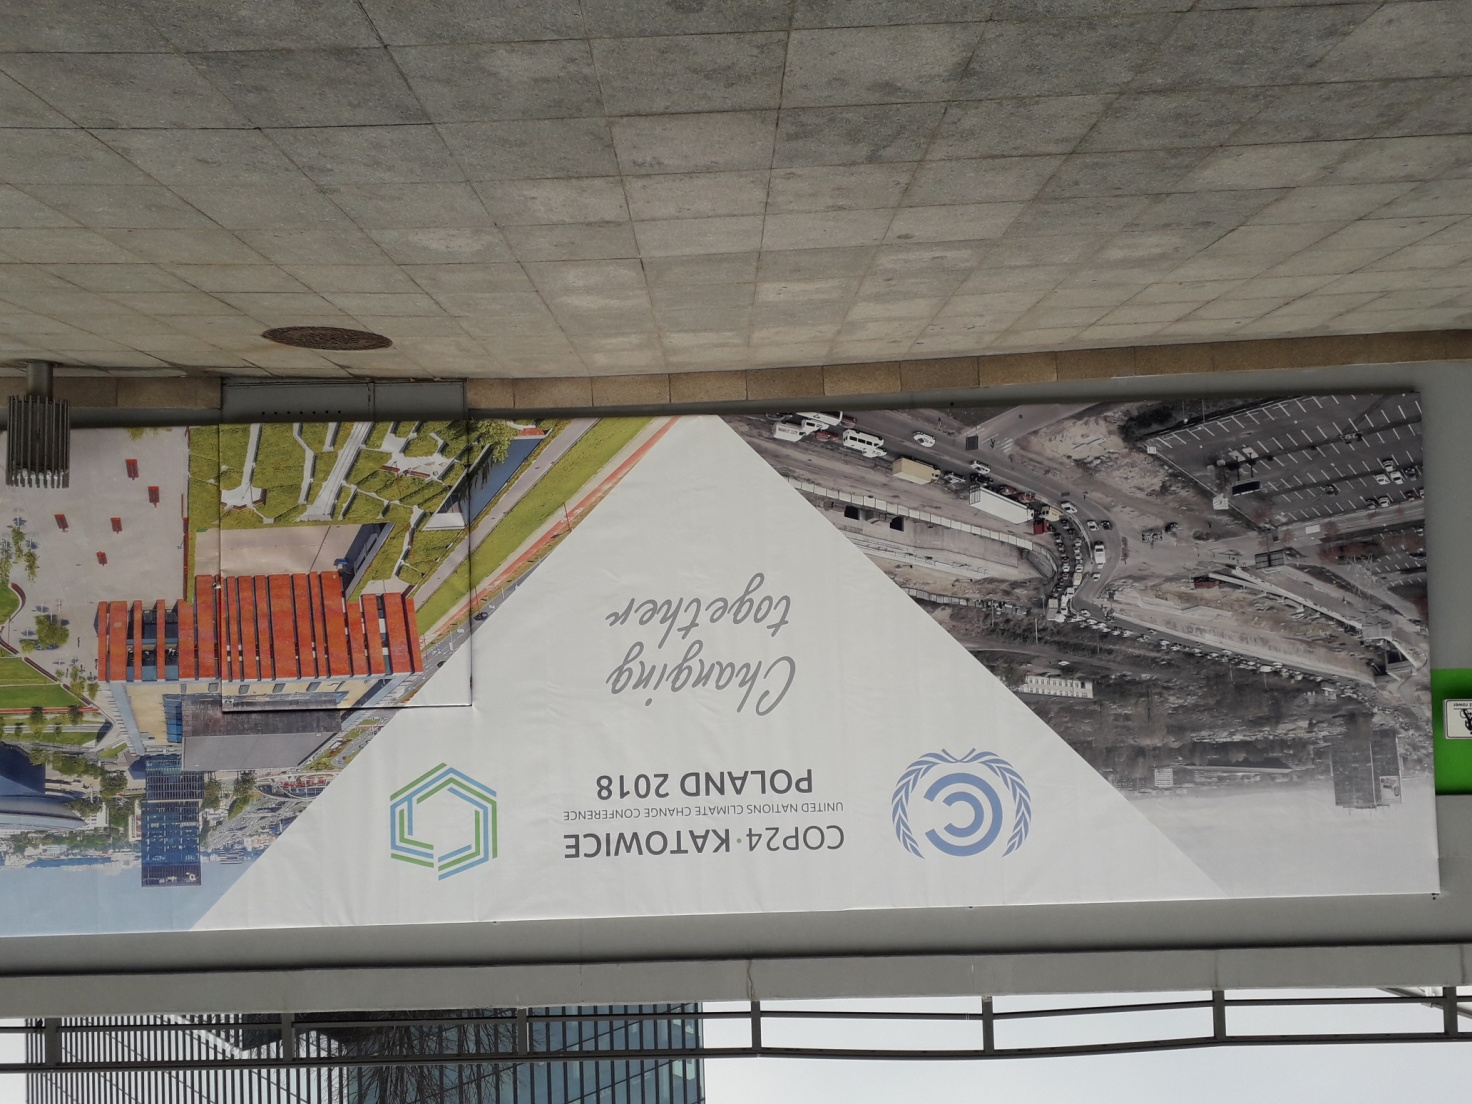 COP24·KATOWICE
UNITED NATIONS CLIMATE CHANGE CONFERENCE
POLAND 2018
Changing
together